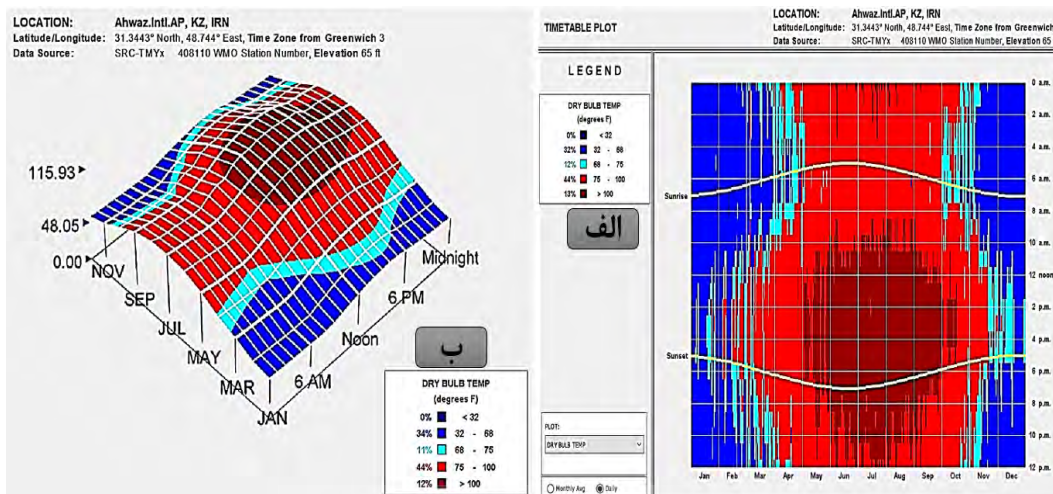 LOCATION: Ahwaz.Intl.AP, KZ, IRN
Latitude/Longitude: 31.3443° North, 48.744° East, Time Zone from Greenwich 3
Data Source: SRC-TMYx 408110 WMO Station Number, Elevation 65 ft
115.93
48.05
0.00
NOV
SEP
JUL
MAY
MAR
JAN
6 AM
Noon
6 PM
Midnight
ب
DRY BULB TEMP
(degrees F)
0% < 32
34% 32 - 68
11% 68 - 75
44% 75 - 100
12% > 100
TIMETABLE PLOT
LOCATION: Ahwaz.Intl.AP, KZ, IRN
Latitude/Longitude: 31.3443° North, 48.744° East, Time Zone from Greenwich
Data Source: SRC-TMYx 408110 WMO Station Number, Elevation 65
LEGEND
DRY BULB TEMP
(degrees F)
0% < 32
32% 32 - 68
12% 68 - 75
44% 75 - 100
13% > 100
الف
PLOT:
DRY BULB TEMP
Monthly Avg Daily
0 a.m.
2 a.m.
4 a.m.
6 a.m.
8 a.m.
10 a.m.
12 noon
2 p.m.
4 p.m.
6 p.m.
8 p.m.
10 p.m.
12 p.m.
Sunrise
Sunset
Jan Feb Mar Apr May Jun Jul Aug Sep Oct Nov Dec